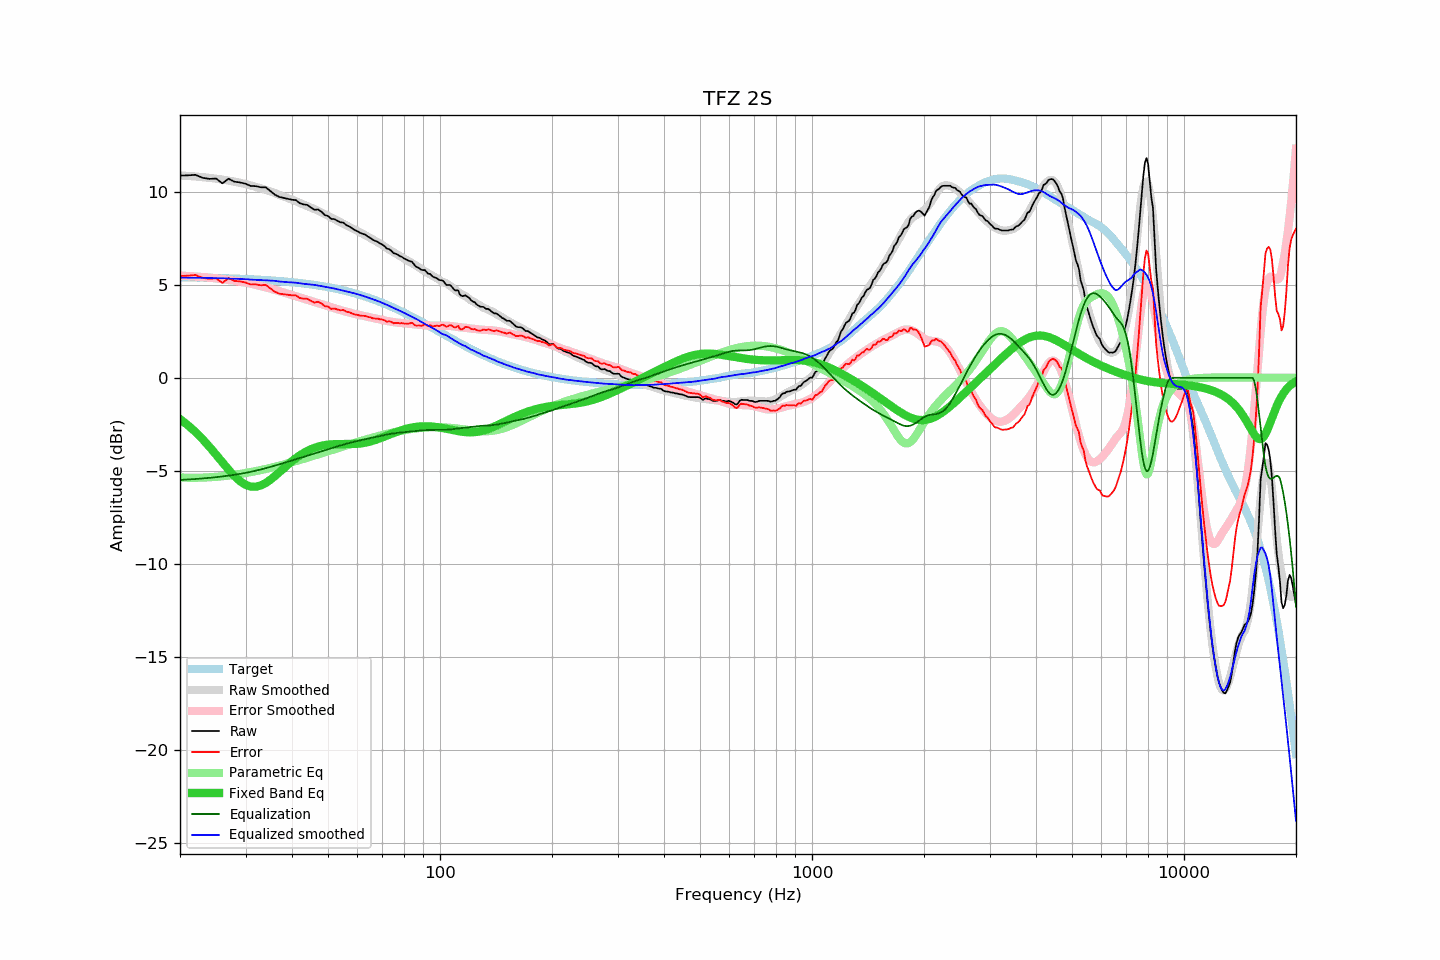 TFZ 2S
10
5
0
−5
−10
−15
−20
−25
Amplitude (dBr)
Target
Raw Smoothed
Error Smoothed
Raw
Error
Parametric Eq
Fixed Band Eq
Equalization
Equalized smoothed
100 1000 10000
Frequency (Hz)